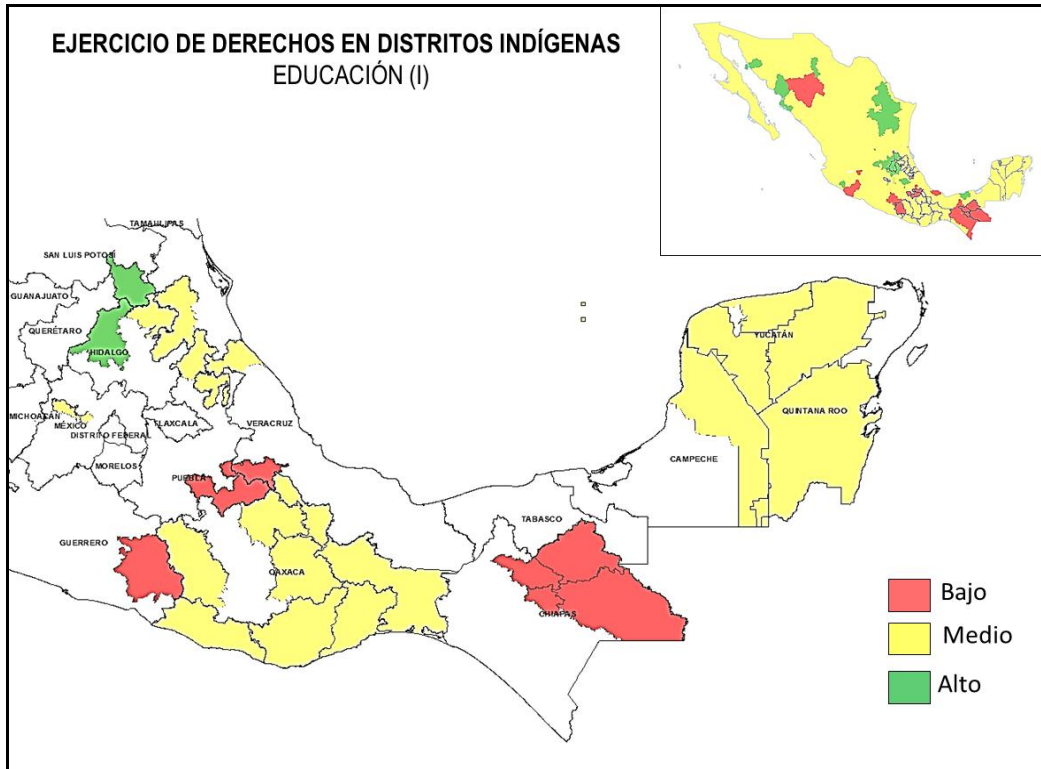 EJERCICIO DE DERECHOS EN DISTRITOS INDÍGENAS
EDUCACIÓN (I)
TAMAULIPAS
SAN LUIS POTOSÍ
GUANAJUATO
QUERÉTARO
HIDALGO
MICHOACÁN
MÉXICO
DISTRITO FEDERAL
TLAXCALA
VERACRUZ
MORELOS
PUEBLA
GUERRERO
OAXACA
TABASCO
CHIAPAS
CAMPECHE
YUCATÁN
QUINTANA ROO
Bajo
Medio
Alto